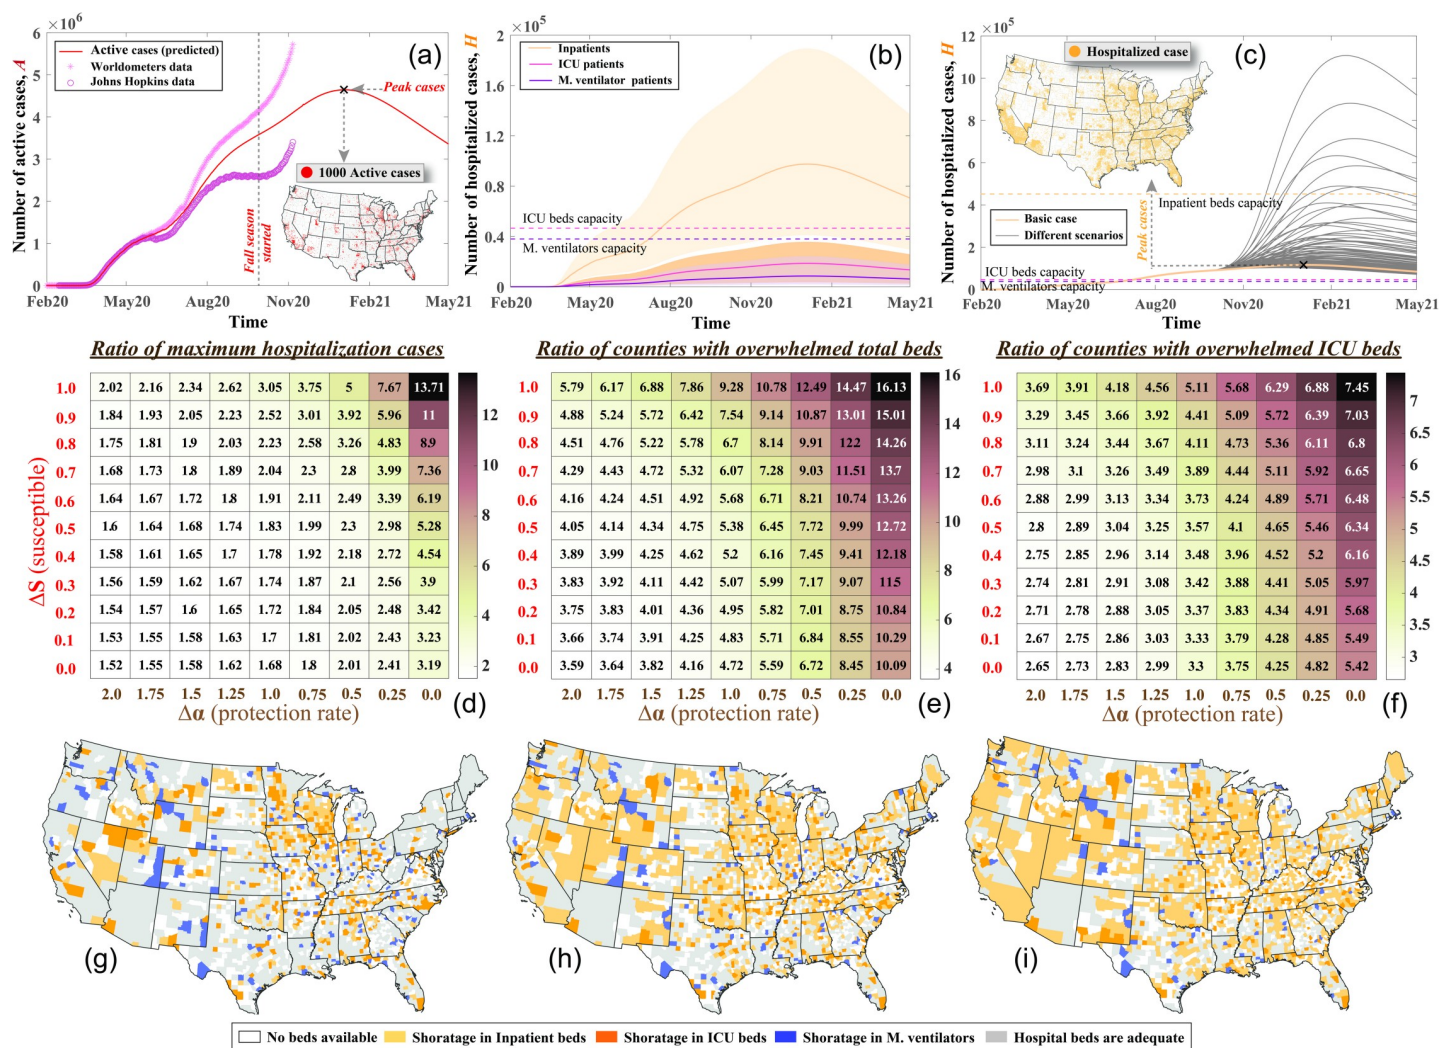 ×10⁶
6
5
4
3
2
1
0
Number of active cases, A
Active cases (predicted)
Worldometers data
Johns Hopkins data
(a)
Peak cases
1000 Active cases
Fall season
started
Feb20 May20 Aug20 Nov20 Feb21 May21
Time
×10⁵
2
1.6
1.2
0.8
0.4
0
Number of hospitalized cases, H
Inpatients
ICU patients
M. ventilator patients
(b)
ICU beds capacity
M. ventilators capacity
Feb20 May20 Aug20 Nov20 Feb21 May21
Time
×10⁵
12
10
8
6
4
2
0
Number of hospitalized cases, H
Hospitalized case
(c)
Inpatient beds capacity
Basic case
Different scenarios
Peak cases
ICU beds capacity
M. ventilators capacity
Feb20 May20 Aug20 Nov20 Feb21 May21
Time
Ratio of maximum hospitalization cases
ΔS (susceptible)
1.0 2.02 2.16 2.34 2.62 3.05 3.75 5 7.67 13.71
0.9 1.84 1.93 2.05 2.23 2.52 3.01 3.92 5.96 11
0.8 1.75 1.81 1.9 2.03 2.23 2.58 3.26 4.83 8.9
0.7 1.68 1.73 1.8 1.89 2.04 2.3 2.8 3.99 7.36
0.6 1.64 1.67 1.72 1.8 1.91 2.11 2.49 3.39 6.19
0.5 1.6 1.64 1.68 1.74 1.83 1.99 2.3 2.98 5.28
0.4 1.58 1.61 1.65 1.7 1.78 1.92 2.18 2.72 4.54
0.3 1.56 1.59 1.62 1.67 1.74 1.87 2.1 2.56 3.9
0.2 1.54 1.57 1.6 1.65 1.72 1.84 2.05 2.48 3.42
0.1 1.53 1.55 1.58 1.63 1.7 1.81 2.02 2.43 3.23
0.0 1.52 1.55 1.58 1.62 1.68 1.8 2.01 2.41 3.19
2.0 1.75 1.5 1.25 1.0 0.75 0.5 0.25 0.0
Δα (protection rate)
12
10
8
6
4
2
(d)
Ratio of counties with overwhelmed total beds
1.0 5.79 6.17 6.88 7.86 9.28 10.78 12.49 14.47 16.13
0.9 4.88 5.24 5.72 6.42 7.54 9.14 10.87 13.01 15.01
0.8 4.51 4.76 5.22 5.78 6.7 8.14 9.91 12.2 14.26
0.7 4.29 4.43 4.72 5.32 6.07 7.28 9.03 11.51 13.7
0.6 4.16 4.24 4.51 4.92 5.68 6.71 8.21 10.74 13.26
0.5 4.05 4.14 4.34 4.75 5.38 6.45 7.72 9.99 12.72
0.4 3.89 3.99 4.25 4.62 5.2 6.16 7.45 9.41 12.18
0.3 3.83 3.92 4.11 4.42 5.07 5.99 7.17 9.07 115
0.2 3.75 3.83 4.01 4.36 4.95 5.82 7.01 8.75 10.84
0.1 3.66 3.74 3.91 4.25 4.83 5.71 6.84 8.55 10.29
0.0 3.59 3.64 3.82 4.16 4.72 5.59 6.72 8.45 10.09
2.0 1.75 1.5 1.25 1.0 0.75 0.5 0.25 0.0
Δα (protection rate)
16
14
12
10
8
6
4
(e)
Ratio of counties with overwhelmed ICU beds
1.0 3.69 3.91 4.18 4.56 5.11 5.68 6.29 6.88 7.45
0.9 3.29 3.45 3.66 3.92 4.41 5.09 5.72 6.39 7.03
0.8 3.11 3.24 3.44 3.67 4.11 4.73 5.36 6.11 6.8
0.7 2.98 3.1 3.26 3.49 3.89 4.44 5.11 5.92 6.65
0.6 2.88 2.99 3.13 3.34 3.73 4.24 4.89 5.71 6.48
0.5 2.8 2.89 3.04 3.25 3.57 4.1 4.65 5.46 6.34
0.4 2.75 2.85 2.96 3.14 3.48 3.96 4.52 5.2 6.16
0.3 2.74 2.81 2.91 3.08 3.42 3.88 4.41 5.05 5.97
0.2 2.71 2.78 2.88 3.05 3.37 3.83 4.34 4.91 5.68
0.1 2.67 2.75 2.86 3.03 3.33 3.79 4.28 4.85 5.49
0.0 2.65 2.73 2.83 2.99 3.3 3.75 4.25 4.82 5.42
2.0 1.75 1.5 1.25 1.0 0.75 0.5 0.25 0.0
Δα (protection rate)
7
6
5
4
3
(f)
(g)
(h)
(i)
No beds available Shoratage in Inpatient beds Shoratage in ICU beds Shoratage in M. ventilators Hospital beds are adequate